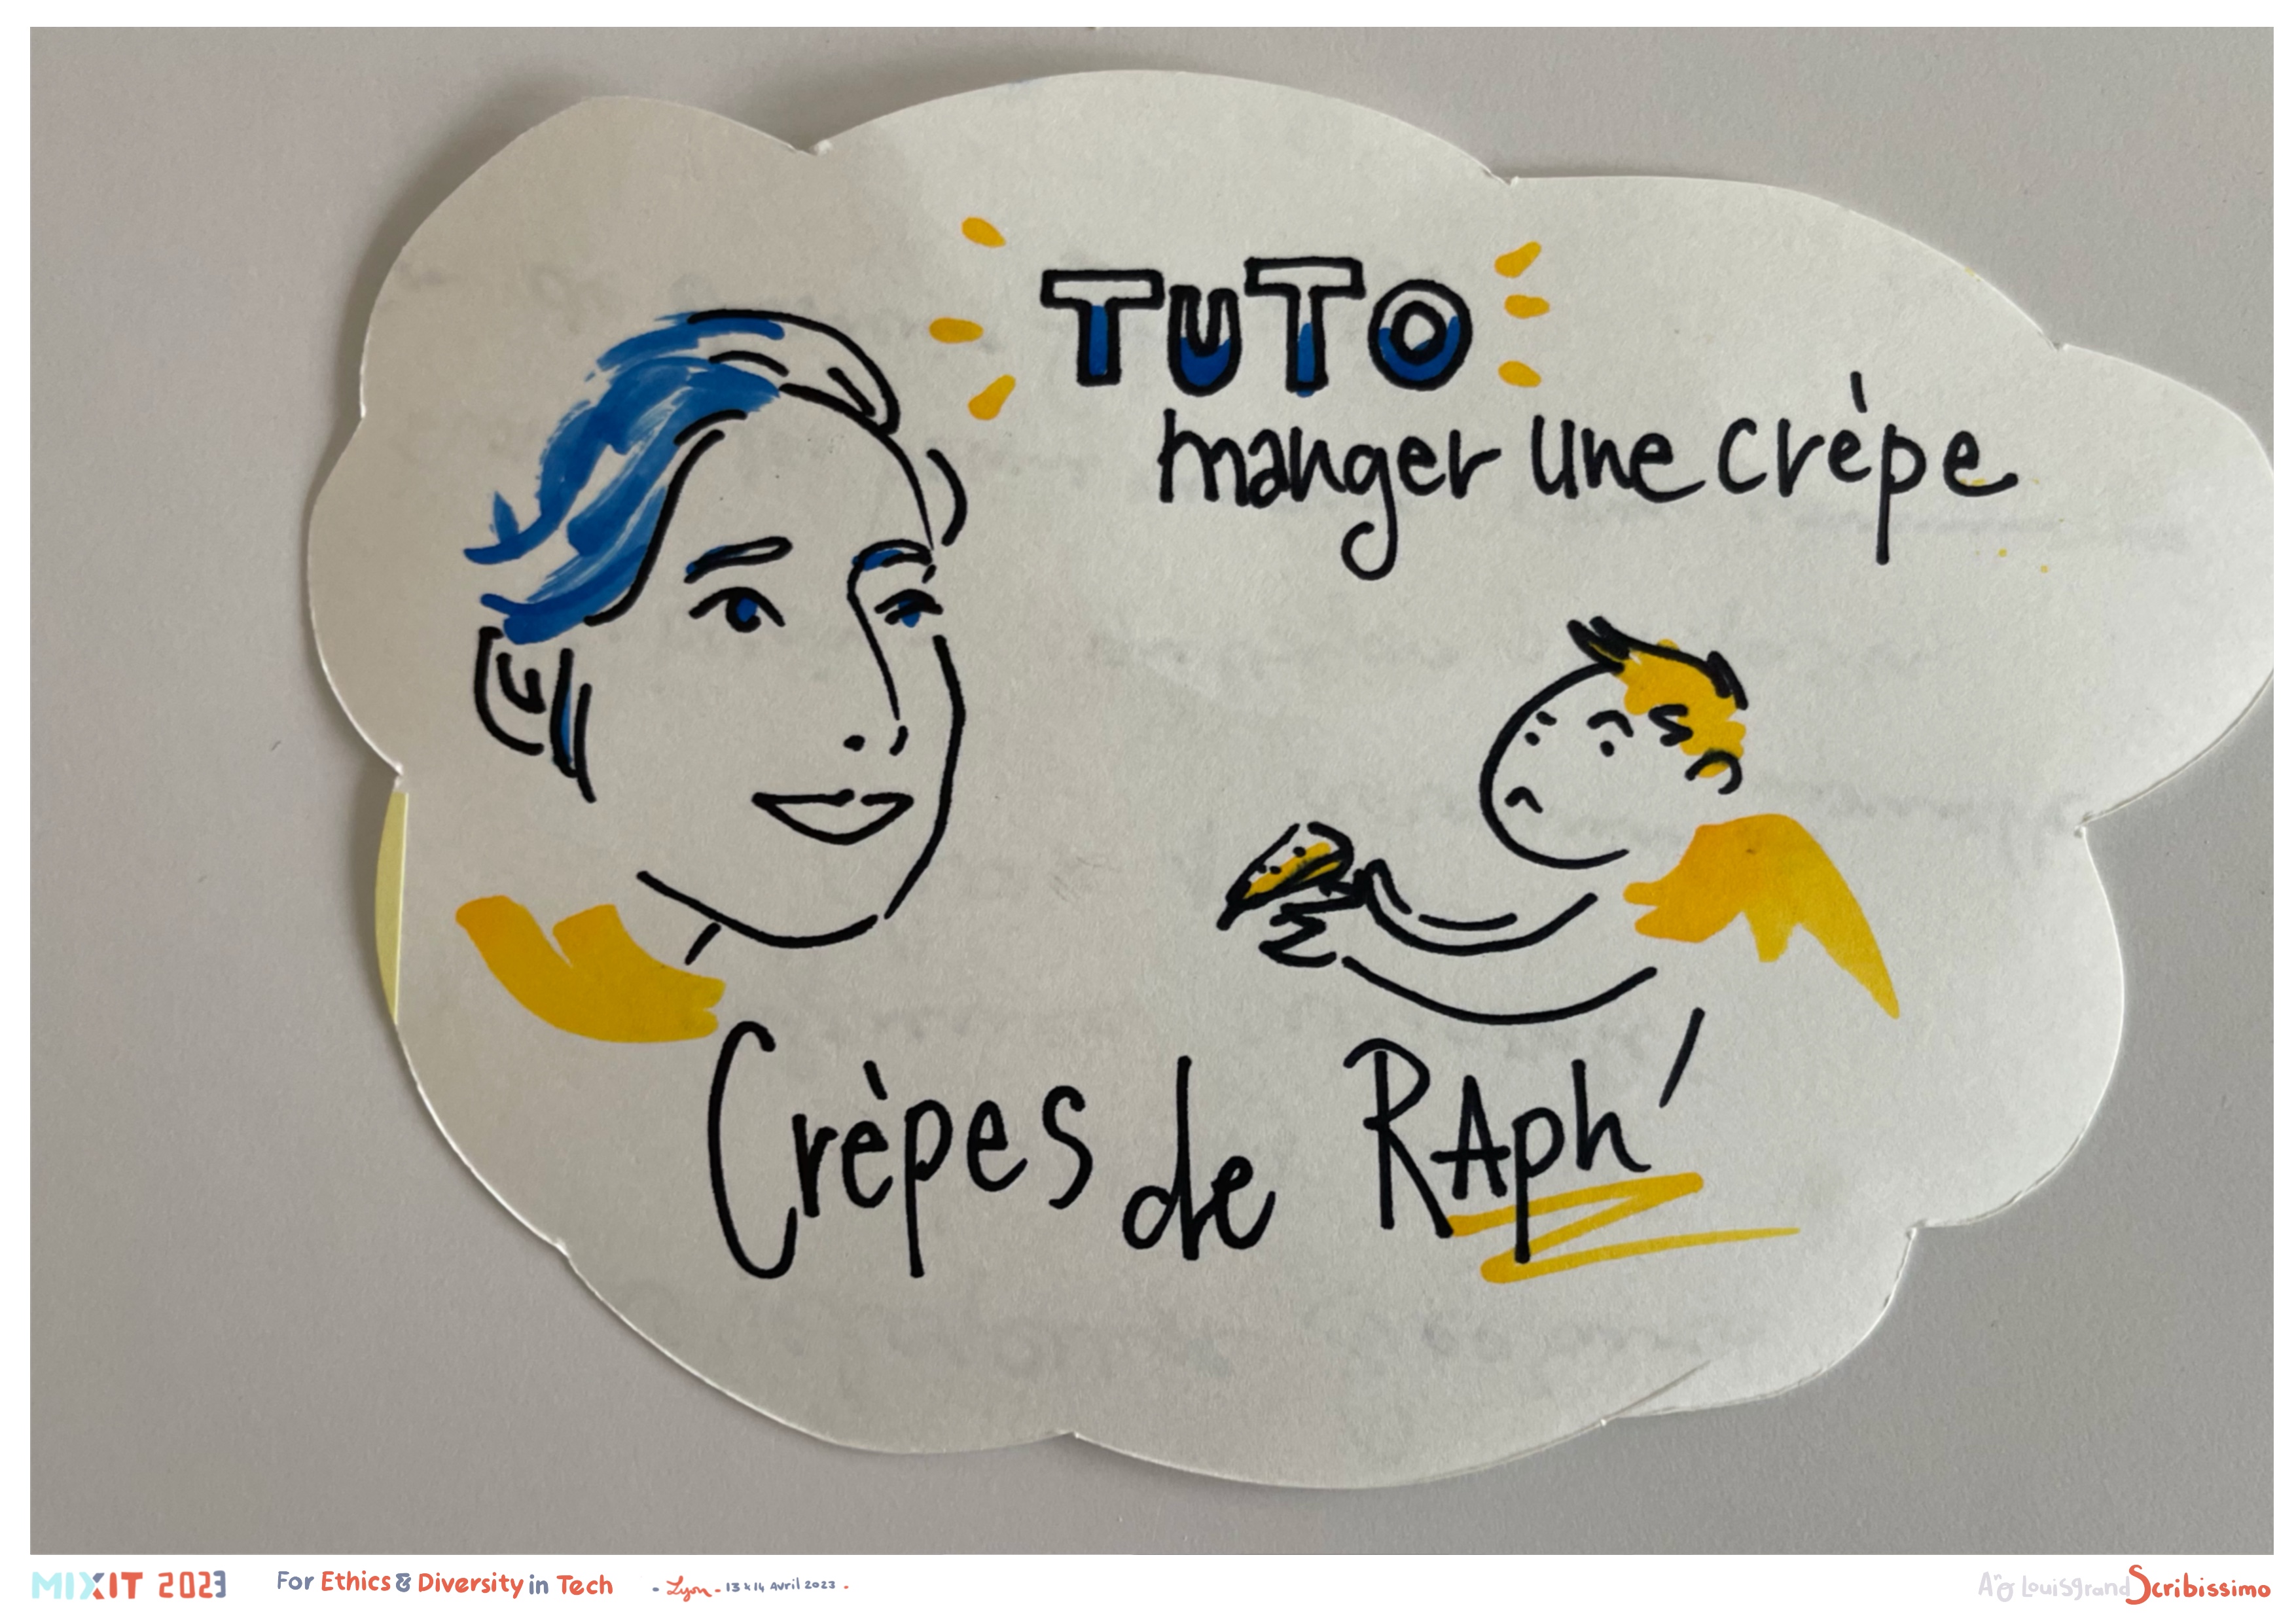 TUTO
manger une crèpe
Crèpes de RAph'
MIXIT 2023 For Ethics & Diversity in Tech - Lyon - 13 & 14 Avril 2023 -
Louisgrand Scribissimo